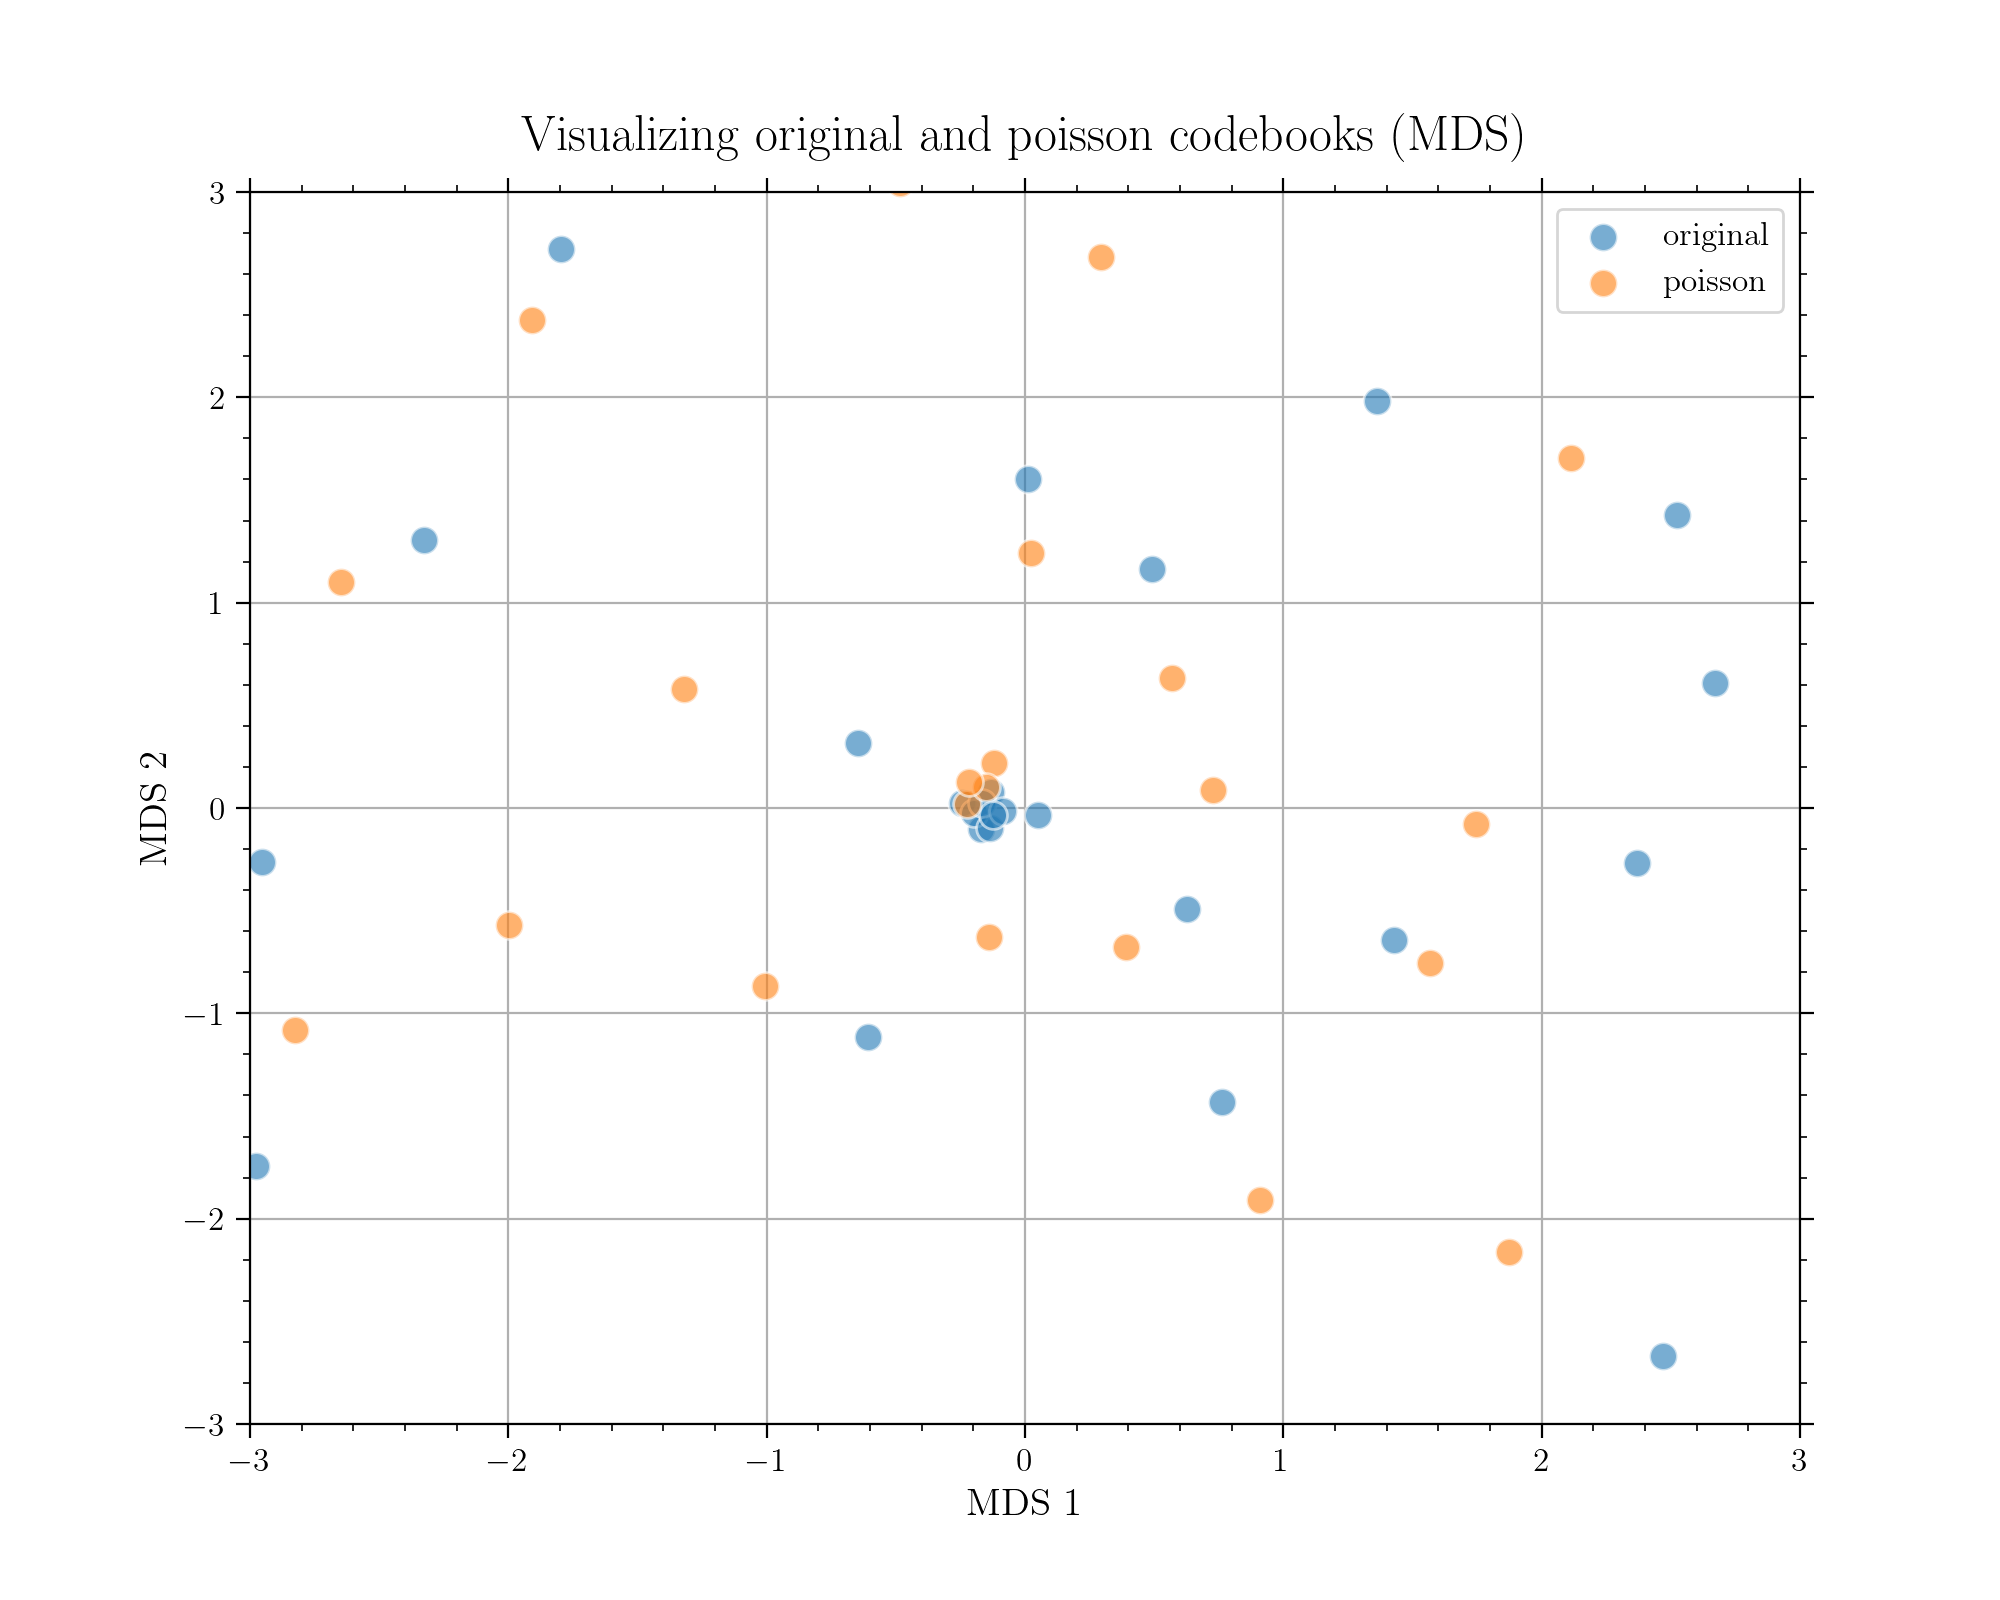 Visualizing original and poisson codebooks (MDS)
original
poisson
3
2
1
0
−1
−2
−3
MDS 2
−3
−2
−1
0
1
2
3
MDS 1